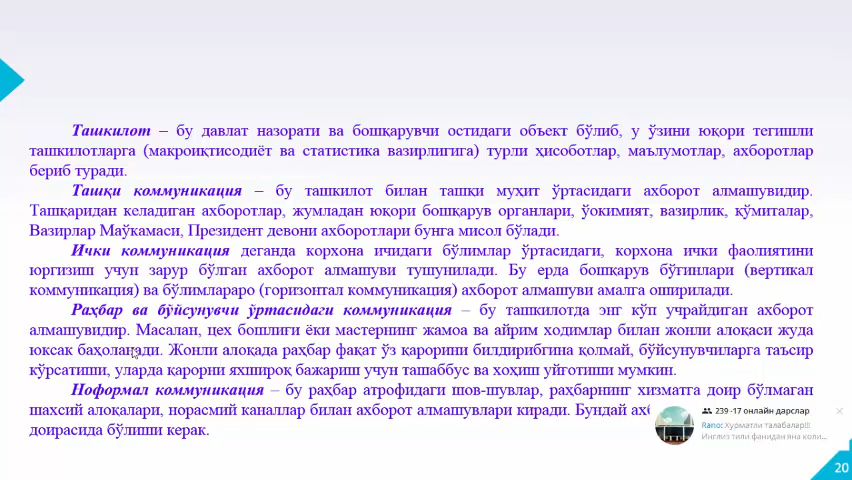 Ташкилот – бу давлат назорати ва бошқарувчи остидаги объект бўлиб, у ўзини юқори тегишли
ташкилотларга (макроиқтисодиёт ва статистика вазирлигига) турли ҳисоботлар, маълумотлар, ахборотлар
бериб туради.
Ташқи коммуникация – бу ташкилот билан ташқи муҳит ўртасидаги ахборот алмашувидир.
Ташқаридан келадиган ахборотлар, жумладан юқори бошқарув органлари, ўокимият, вазирлик, қўмиталар,
Вазирлар Маўкамаси, Президент девони ахборотлари бунга мисол бўлади.
Ички коммуникация деганда корхона ичидаги бўлимлар ўртасидаги, корхона ички фаолиятини
юргизиш учун зарур бўлган ахборот алмашуви тушунилади. Бу ерда бошқарув бўғинлари (вертикал
коммуникация) ва бўлимлараро (горизонтал коммуникация) ахборот алмашуви амалга оширилади.
Раҳбар ва бўйсунувчи ўртасидаги коммуникация – бу ташкилотда энг кўп учрайдиган ахборот
алмашувидир. Масалан, цех бошлиғи ёки мастернинг жамоа ва айрим ходимлар билан жонли алоқаси жуда
юксак баҳоланади. Жонли алоқада раҳбар фақат ўз қарорини билдирибгина қолмай, бўйсунувчиларга таъсир
кўрсатиши, уларда қарорни яхшироқ бажариш учун ташаббус ва хоҳиш уйғотиши мумкин.
Ноформал коммуникация – бу раҳбар атрофидаги шов-шувлар, раҳбарнинг хизматга доир бўлмаган
шахсий алоқалари, норасмий каналлар билан ахборот алмашувлари киради. Бундай
доирасида бўлиши керак.
239 -17 онлайн дарслар
Rano: Ҳурматли талабалар!!!
Инглиз тили фанидан яна коли...
20